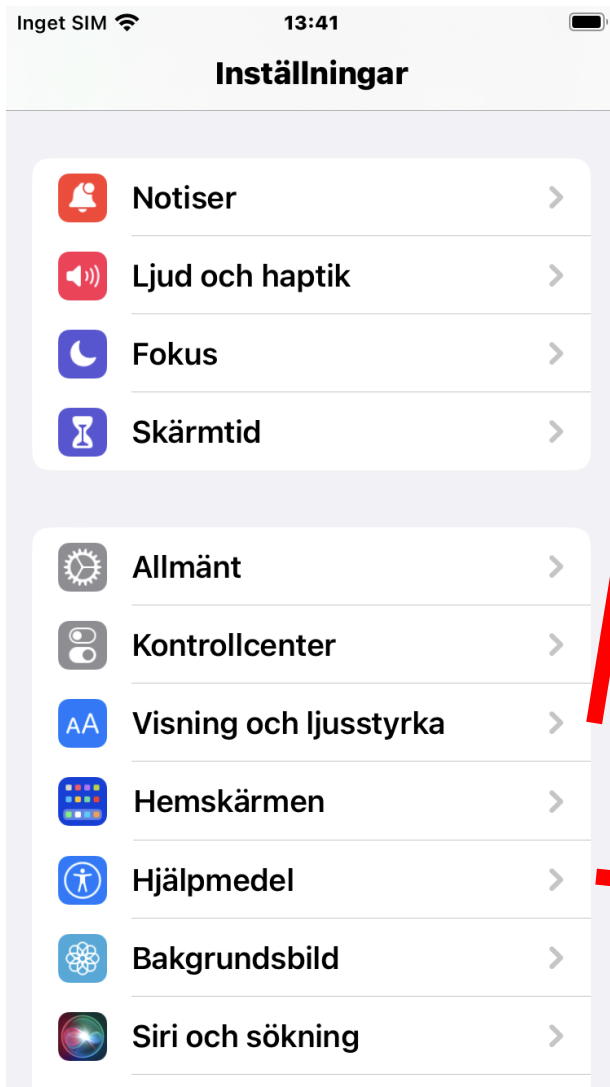 Inget SIM 13:41
Inställningar
Notiser
Ljud och haptik
Fokus
Skärmtid
Allmänt
Kontrollcenter
AA Visning och ljusstyrka
Hemskärmen
Hjälpmedel
Bakgrundsbild
Siri och sökning